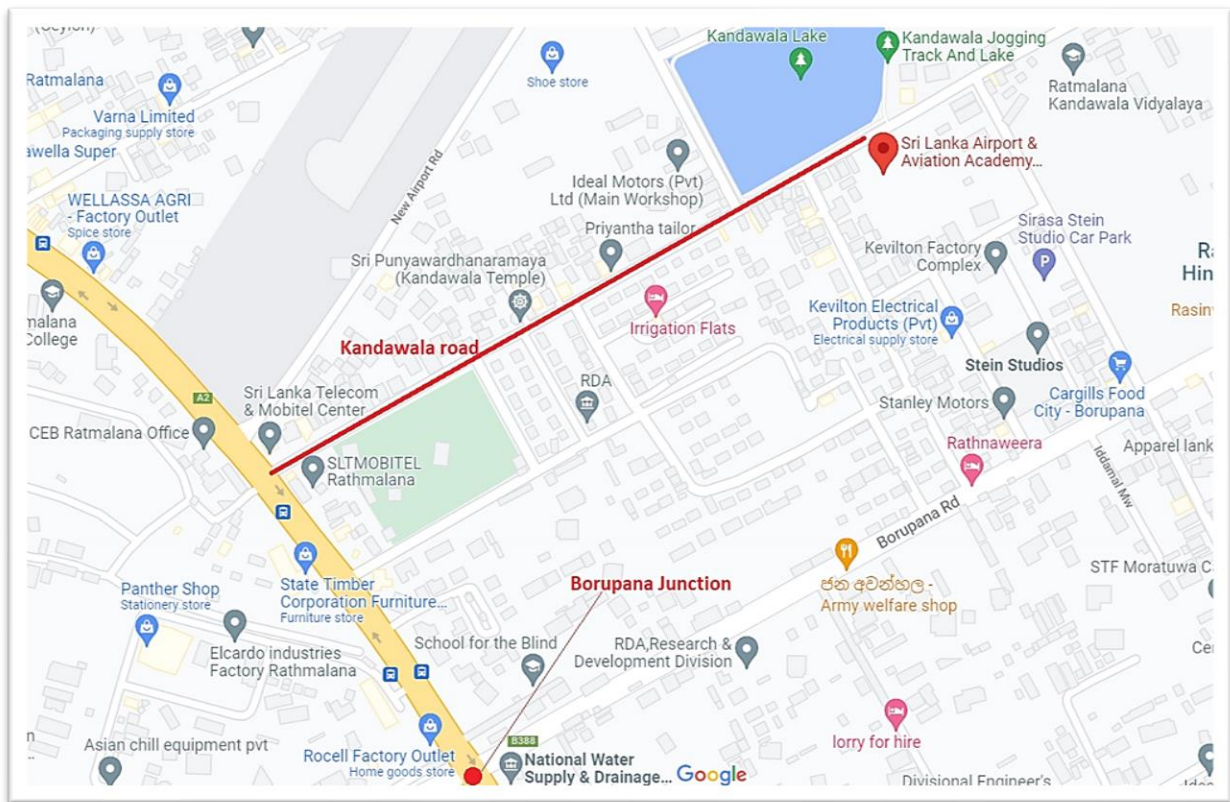 (Ceylon)
Kandawala Lake
Kandawala Jogging
Track And Lake
Shoe store
Ratmalana
Varna Limited
Packaging supply store
awella Super
Ratmalana
Kandawala Vidyalaya
Sri Lanka Airport &
Aviation Academy...
New Airport Rd
Ideal Motors (Pvt)
Ltd (Main Workshop)
WELLASSA AGRI
- Factory Outlet
Spice store
Priyantha tailor
Sirasa Stein
Studio Car Park
P
Kevilton Factory
Complex
Sri Punyawardhanaramaya
(Kandawala Temple)
Hin
Kevilton Electrical
Products (Pvt)
Electrical supply store
Rasin
Irrigation Flats
malana
College
Kandawala road
Stein Studios
RDA
Cargills Food
City - Borupana
Sri Lanka Telecom
& Mobitel Center
A2
Stanley Motors
CEB Ratmalana Office
Rathnaweera
Apparel lank
SLTMOBITEL
Rathmalana
Iddamal Mw
Borupana Rd
State Timber
Corporation Furniture...
Furniture store
Panther Shop
Stationery store
Borupana Junction
ජන අවන්හල -
Army welfare shop
STF Moratuwa C
Elcardo industries
Factory Rathmalana
School for the Blind
RDA,Research &
Development Division
Asian chill equipment pvt
Rocell Factory Outlet
Home goods store
B388
National Water
Supply & Drainage...
Google
lorry for hire
Divisional Engineer's